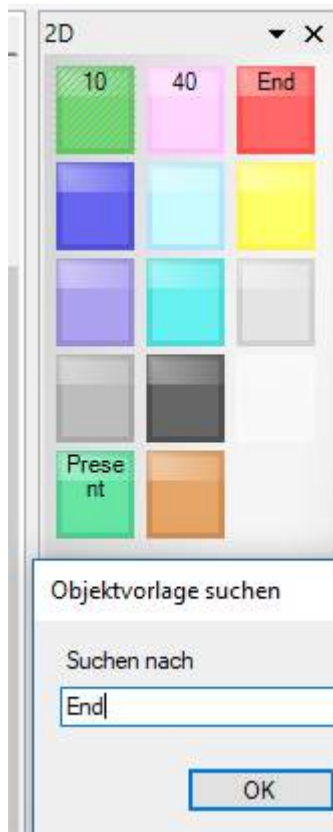 2D
10 40 End
Prese
nt
Objektvorlage suchen
Suchen nach
End
OK